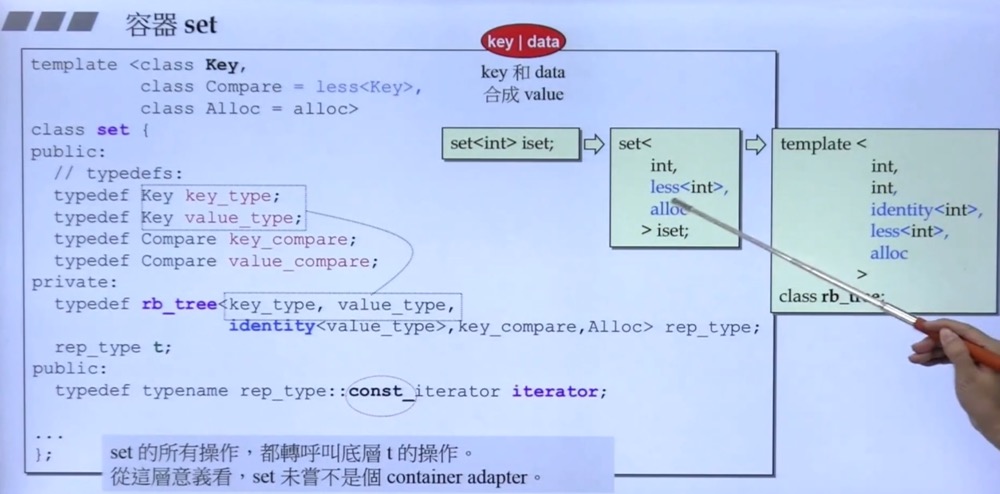 容器 set
key | data
key 和 data
合成 value
template <class Key,
class Compare = less<Key>,
class Alloc = alloc>
class set {
public:
// typedefs:
typedef Key key_type;
typedef Key value_type;
typedef Compare key_compare;
typedef Compare value_compare;
private:
typedef rb_tree<key_type, value_type,
identity<value_type>,key_compare,Alloc> rep_type;
rep_type t;
public:
typedef typename rep_type::const_iterator iterator;
...
};
set<int> iset;
set<
int,
less<int>,
alloc
> iset;
template <
int,
int,
identity<int>,
less<int>,
alloc
>
class rb_tree;
set 的所有操作，都轉呼叫底層 t 的操作。
從這層意義看，set 未嘗不是個 container adapter。